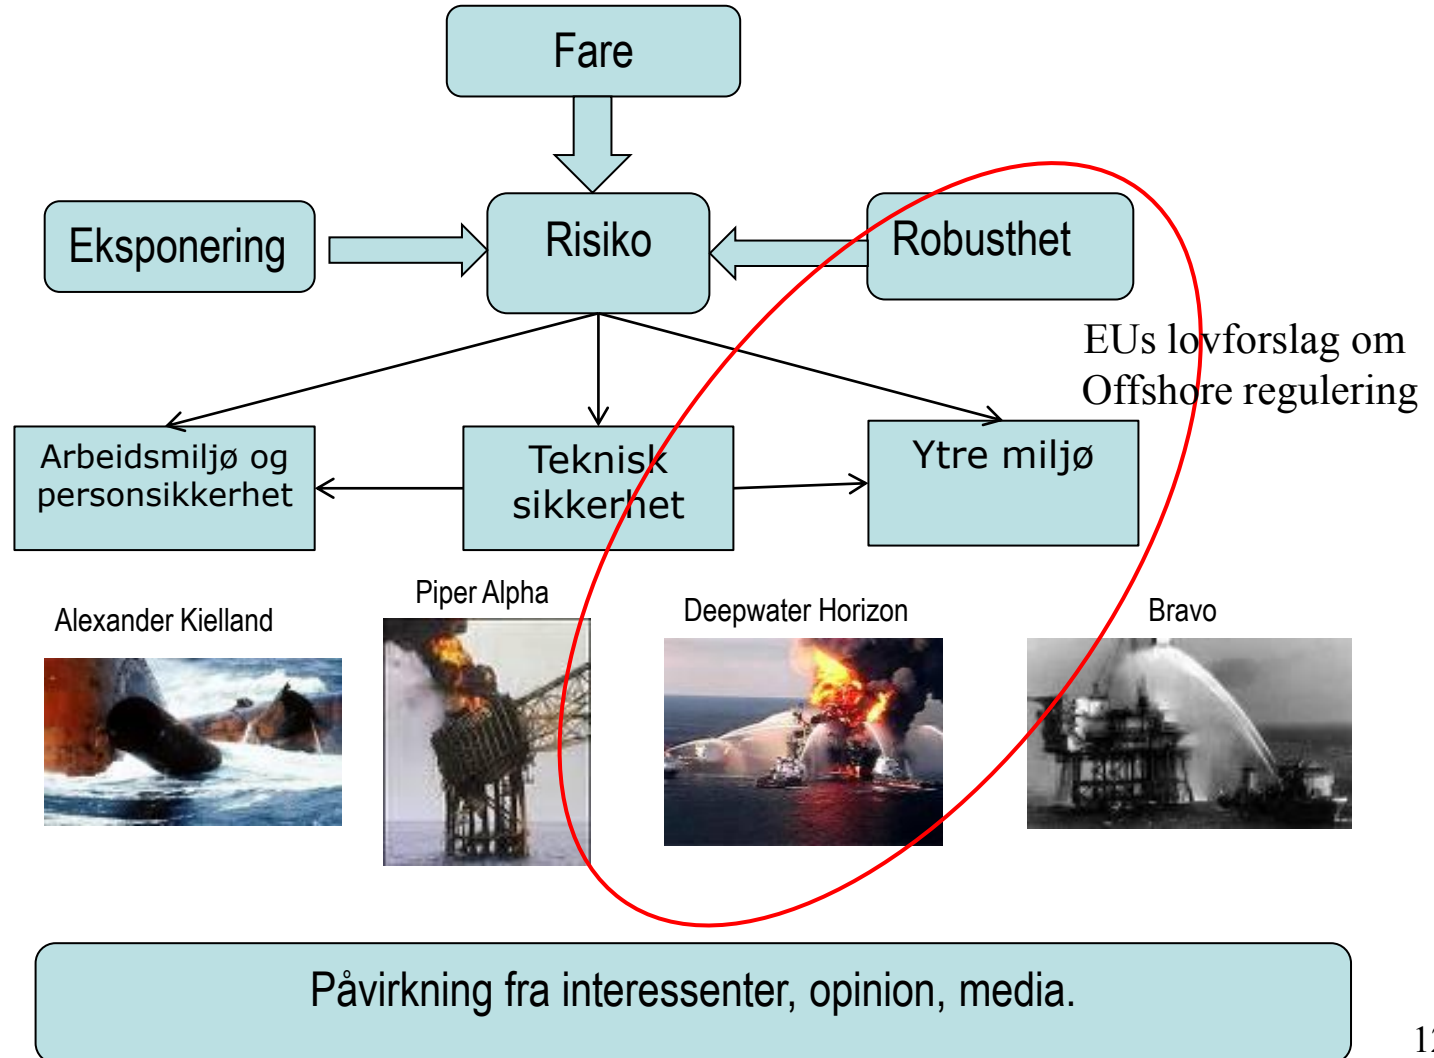 Fare
Eksponering
Risiko
Robusthet
EUs lovforslag om
Offshore regulering
Arbeidsmiljø og
personsikkerhet
Teknisk
sikkerhet
Ytre miljø
Alexander Kielland
Piper Alpha
Deepwater Horizon
Bravo
Påvirkning fra interessenter, opinion, media.